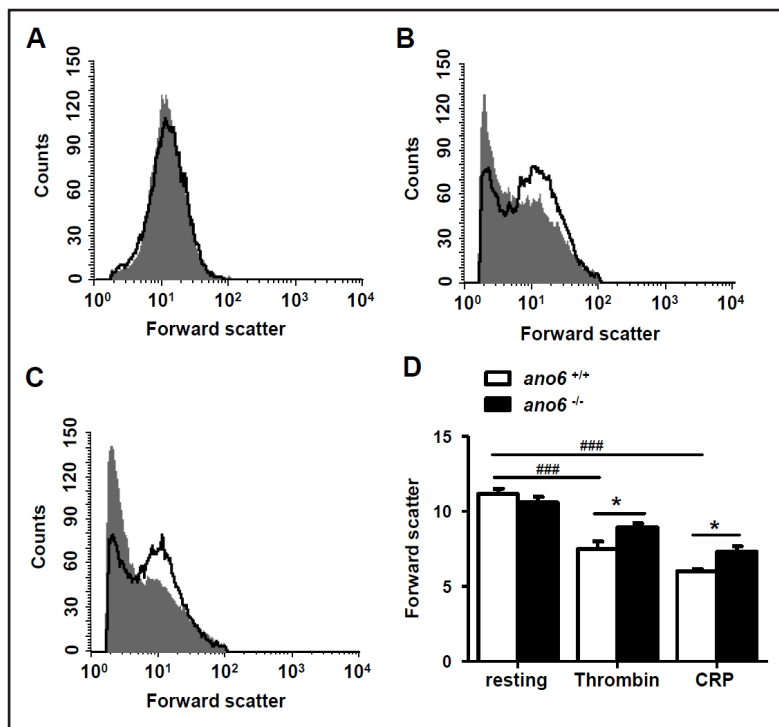 A
Counts
150
120
90
60
30
0
10⁰ 10¹ 10² 10³ 10⁴
Forward scatter
B
Counts
150
120
90
60
30
0
10⁰ 10¹ 10² 10³ 10⁴
Forward scatter
C
Counts
150
120
90
60
30
0
10⁰ 10¹ 10² 10³ 10⁴
Forward scatter
D
ano6 +/+
ano6 -/-
Forward scatter
15
10
5
0
###
###
*
*
resting Thrombin CRP